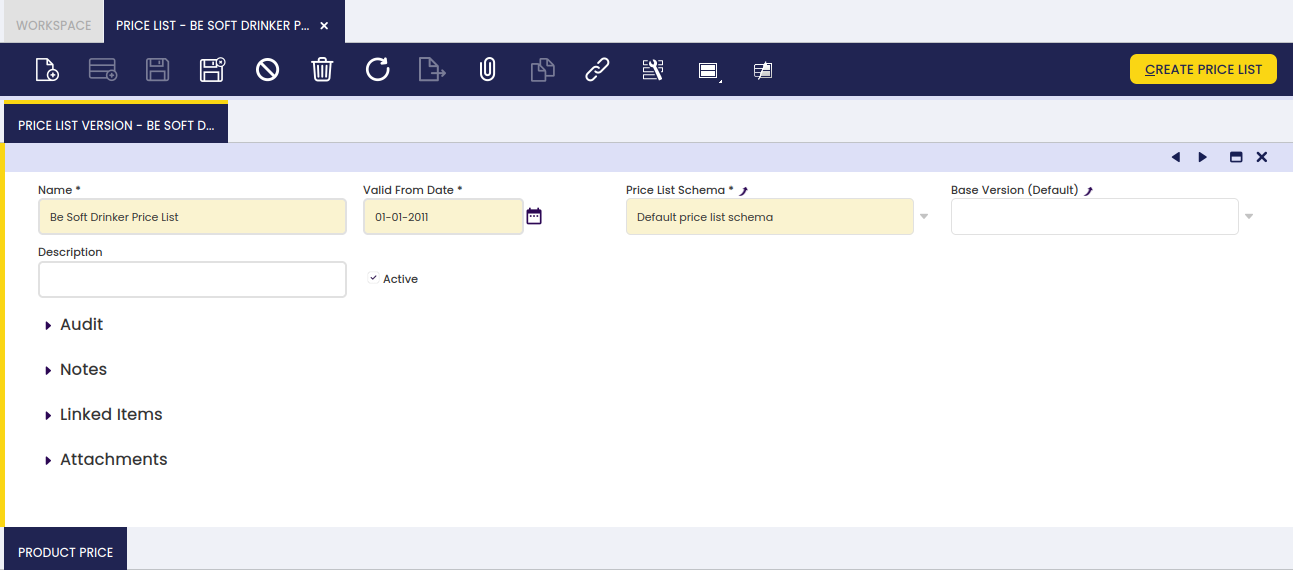 WORKSPACE
PRICE LIST - BE SOFT DRINKER P...
CREATE PRICE LIST
PRICE LIST VERSION - BE SOFT D...
Name * Valid From Date * Price List Schema * Base Version (Default)
Be Soft Drinker Price List 01-01-2011 Default price list schema
Description
Active
Audit
Notes
Linked Items
Attachments
PRODUCT PRICE